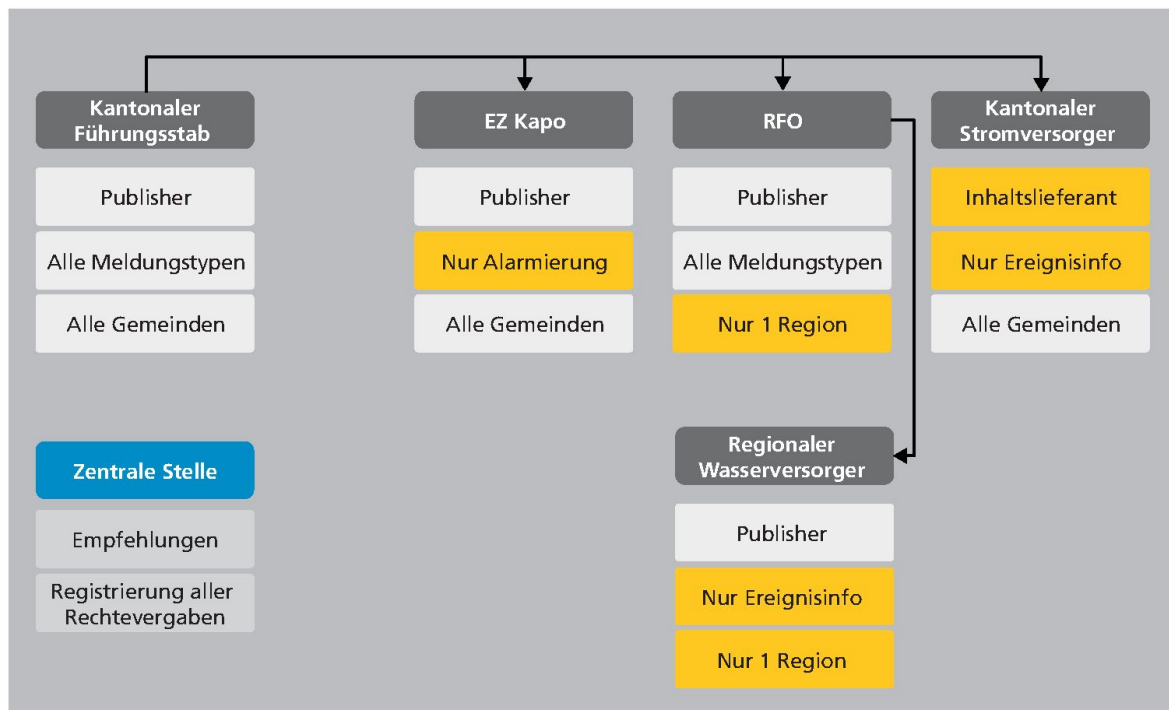 Kantonaler
Führungsstab
Publisher
Alle Meldungstypen
Alle Gemeinden
EZ Kapo
Publisher
Nur Alarmierung
Alle Gemeinden
RFO
Publisher
Alle Meldungstypen
Nur 1 Region
Kantonaler
Stromversorger
Inhaltslieferant
Nur Ereignisinfo
Alle Gemeinden
Zentrale Stelle
Empfehlungen
Registrierung aller
Rechtevergaben
Regionaler
Wasserversorger
Publisher
Nur Ereignisinfo
Nur 1 Region